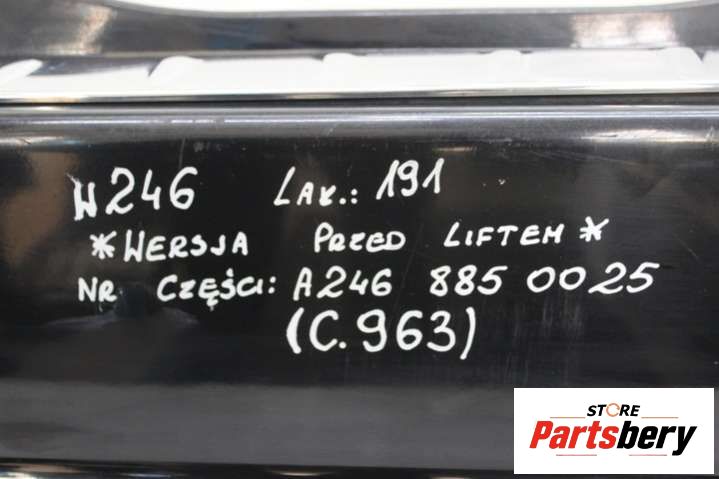 W246 LAK.: 191
*WERSJA PRZED LIFTEM*
NR CZĘŚCI: A246 885 0025
(C.963)
STORE
Partsbery